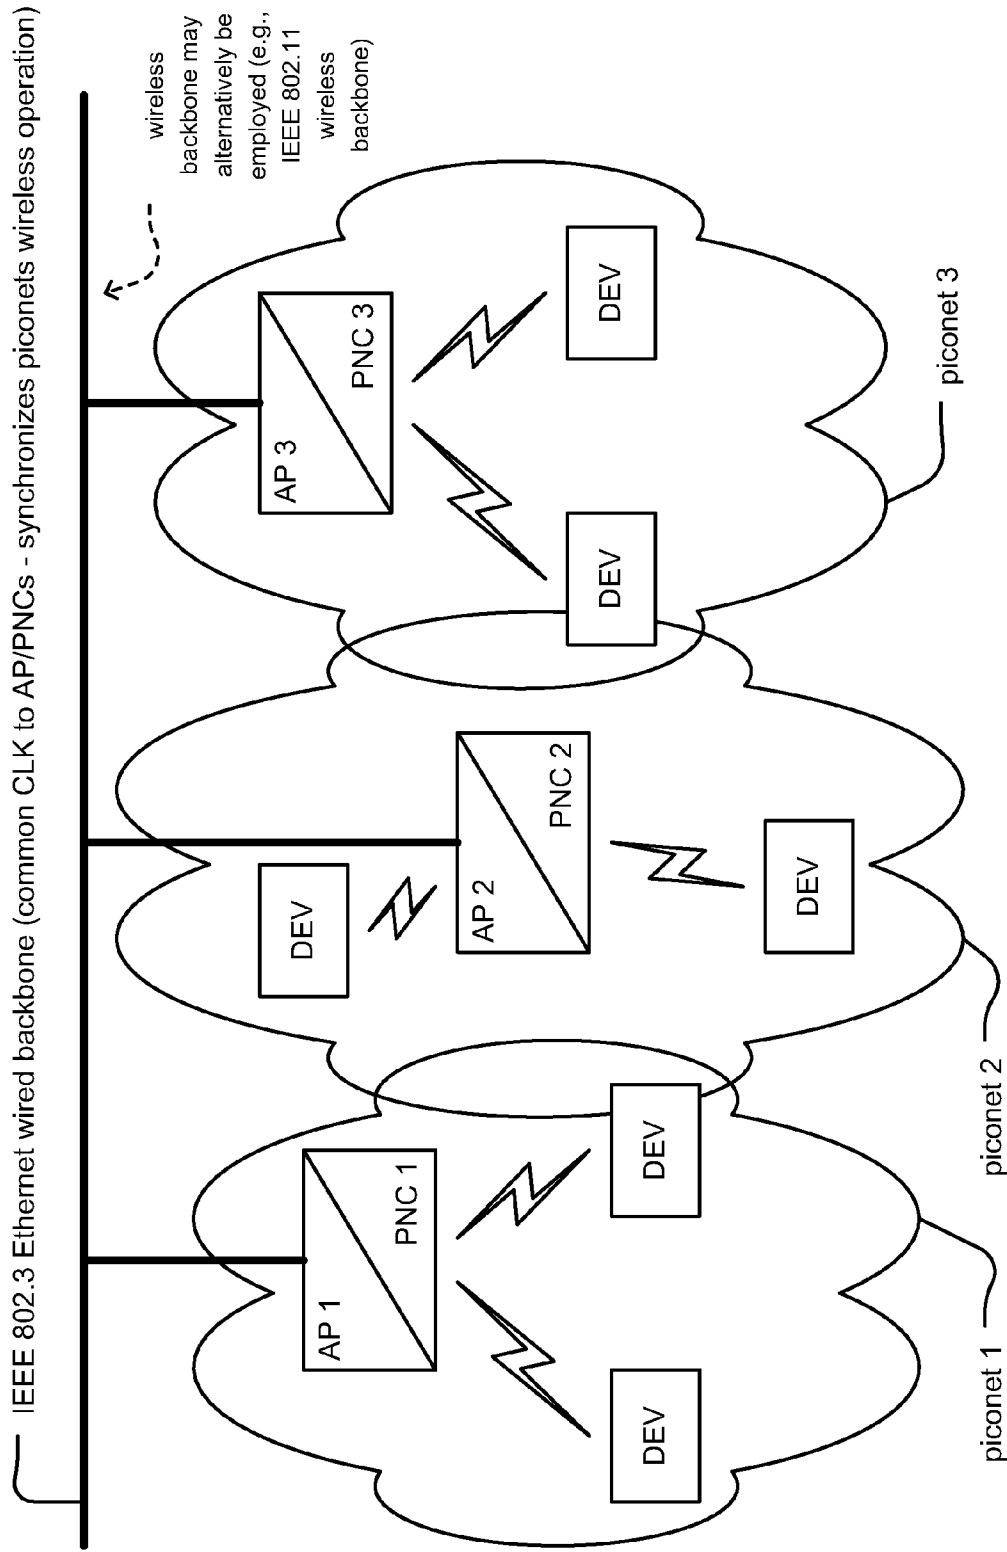 IEEE 802.3 Ethernet wired backbone (common CLK to AP/PNCs - synchronizes piconets wireless operation)
wireless
backbone may
alternatively be
employed (e.g.,
IEEE 802.11
wireless
backbone)
AP 1
PNC 1
DEV
DEV
piconet 1
DEV
AP 2
PNC 2
DEV
piconet 2
AP 3
PNC 3
DEV
DEV
piconet 3